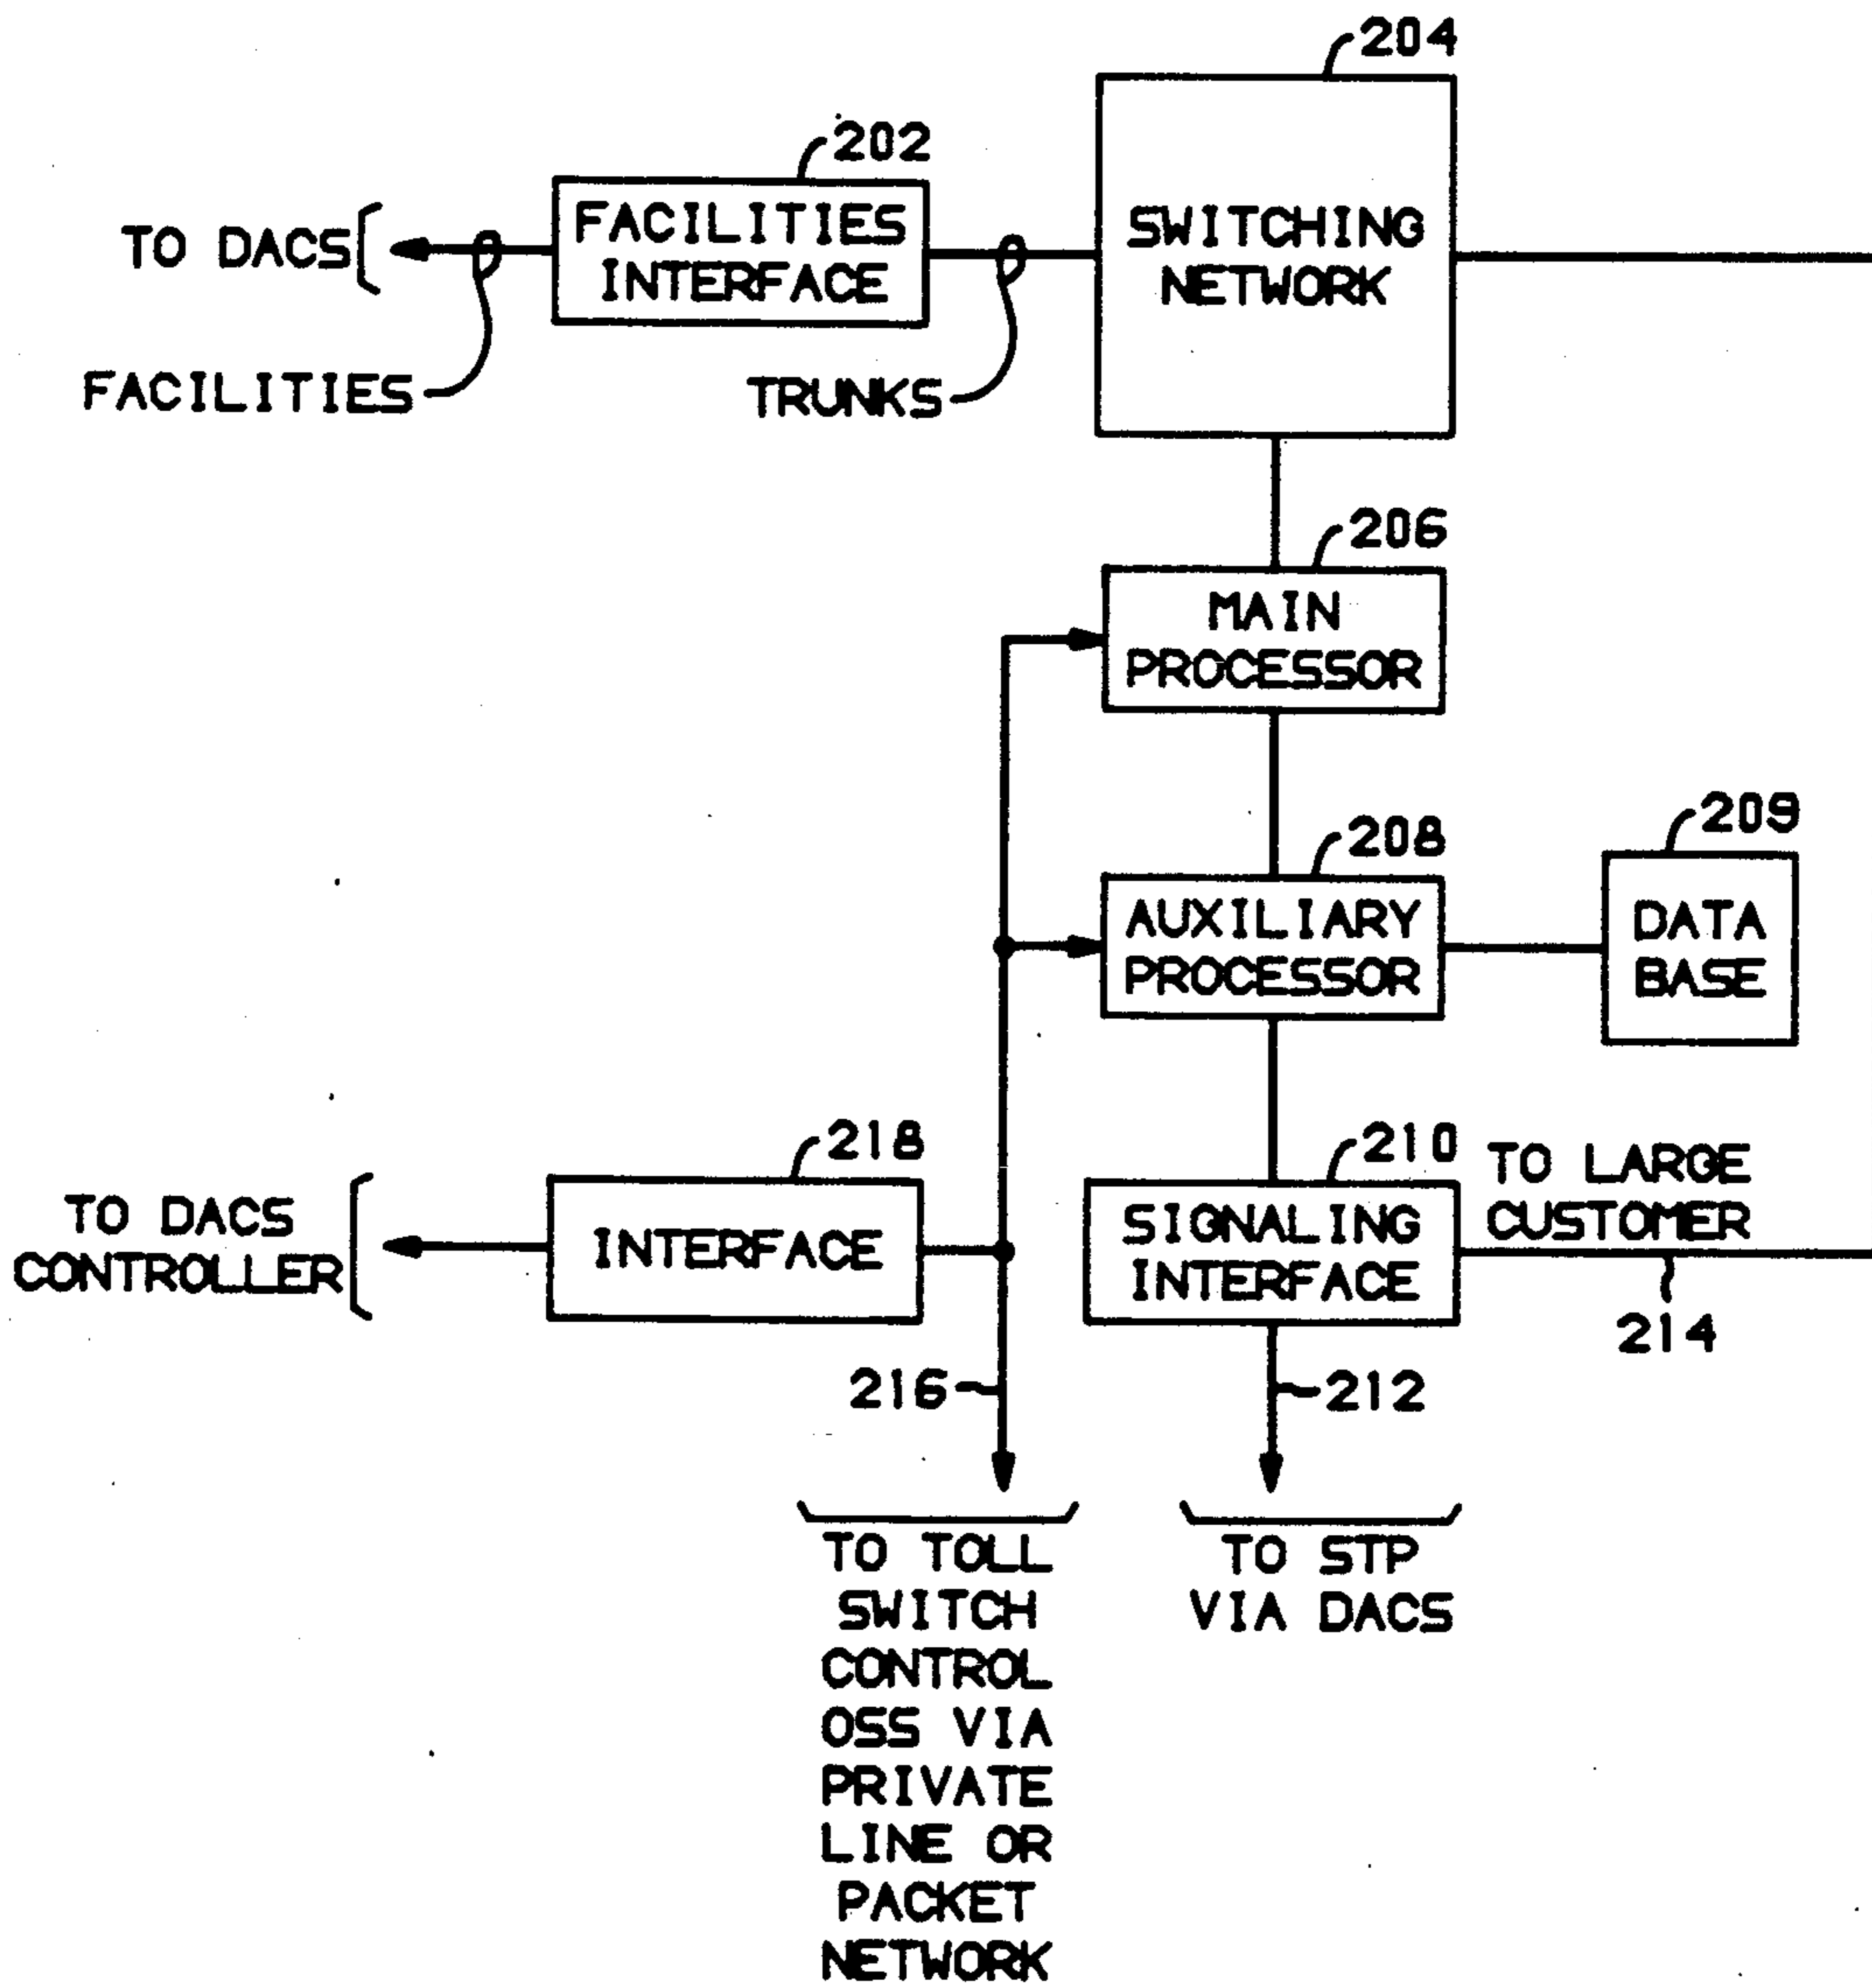 204
202
TO DACS
FACILITIES
INTERFACE
SWITCHING
NETWORK
FACILITIES
TRUNKS
206
MAIN
PROCESSOR
208
209
AUXILIARY
PROCESSOR
DATA
BASE
218
210
TO LARGE
CUSTOMER
TO DACS
CONTROLLER
INTERFACE
SIGNALING
INTERFACE
214
216
212
TO TOLL
SWITCH
CONTROL
OSS VIA
PRIVATE
LINE OR
PACKET
NETWORK
TO STP
VIA DACS